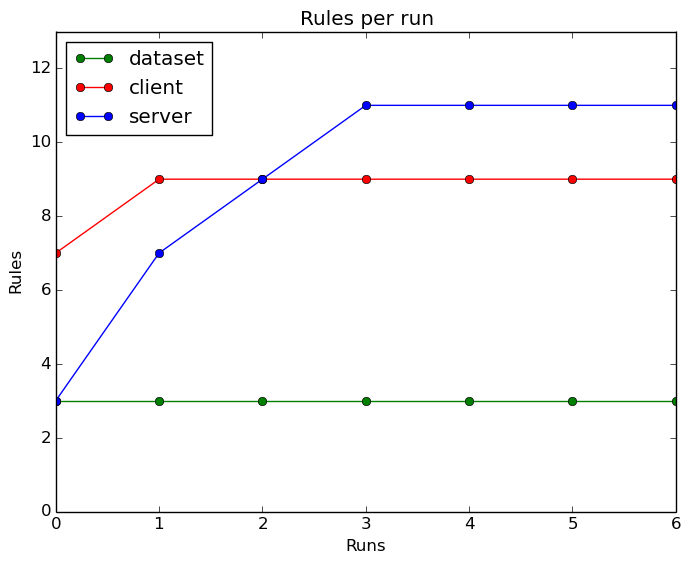 Rules per run
dataset
client
server
Rules
12
10
8
6
4
2
0
0 1 2 3 4 5 6
Runs